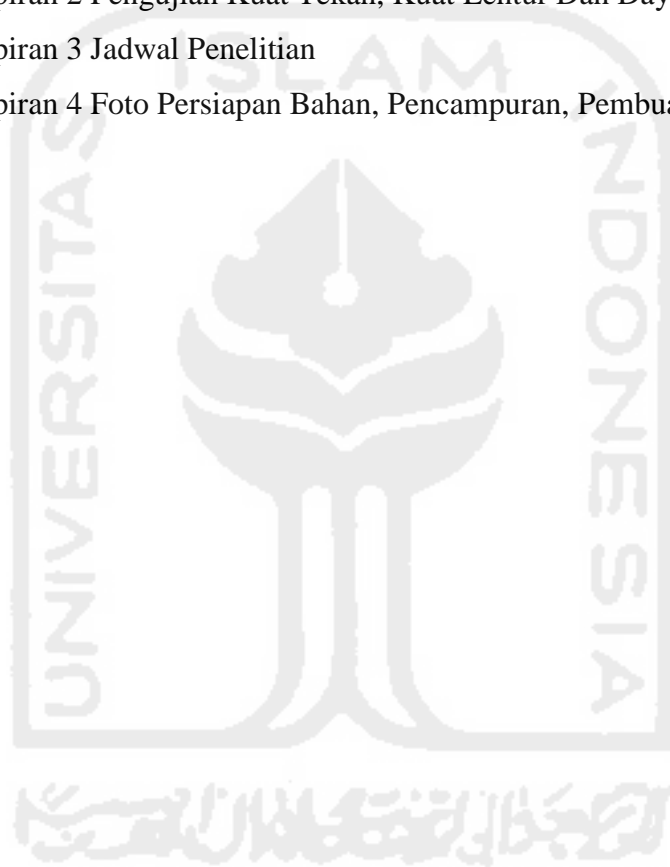 piran 2 Pengujian Kuat Tekan, Kuat Lentur Dan Day
piran 3 Jadwal Penelitian
piran 4 Foto Persiapan Bahan, Pencampuran, Pembua
ISLAM
UNIVERSITAS
INDONESIA